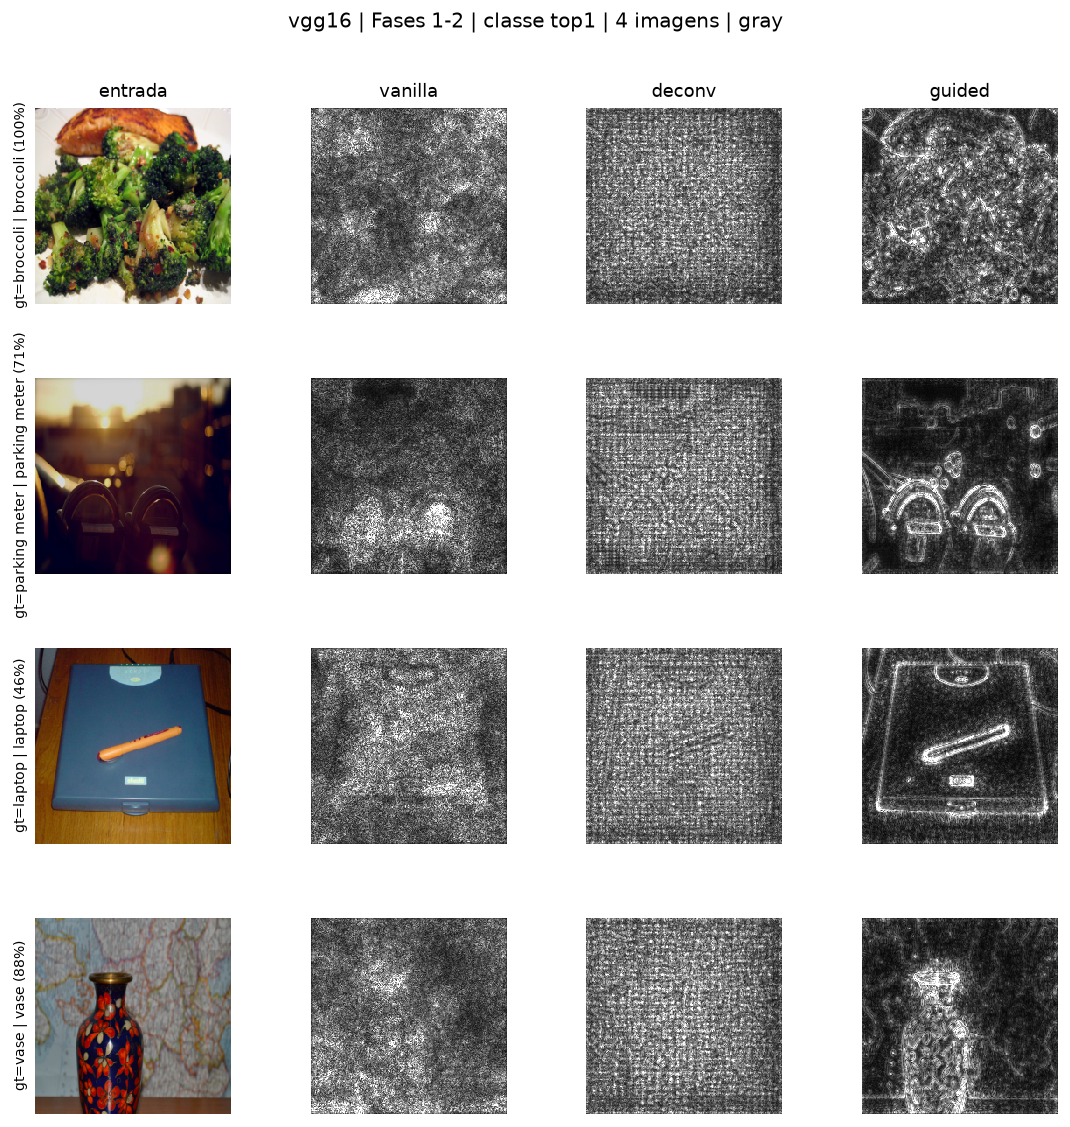 vgg16 | Fases 1-2 | classe top1 | 4 imagens | gray
entrada
vanilla
deconv
guided
gt=broccoli | broccoli (100%)
gt=parking meter | parking meter (71%)
gt=laptop | laptop (46%)
gt=vase | vase (88%)